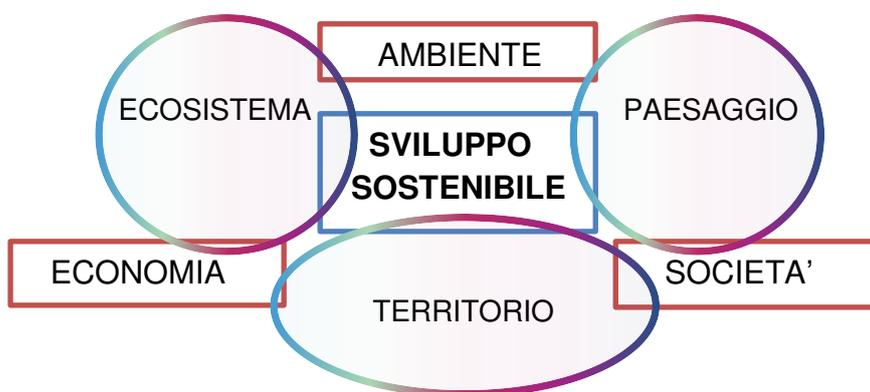 AMBIENTE
ECOSISTEMA
PAESAGGIO
SVILUPPO
SOSTENIBILE
ECONOMIA
SOCIETA’
TERRITORIO